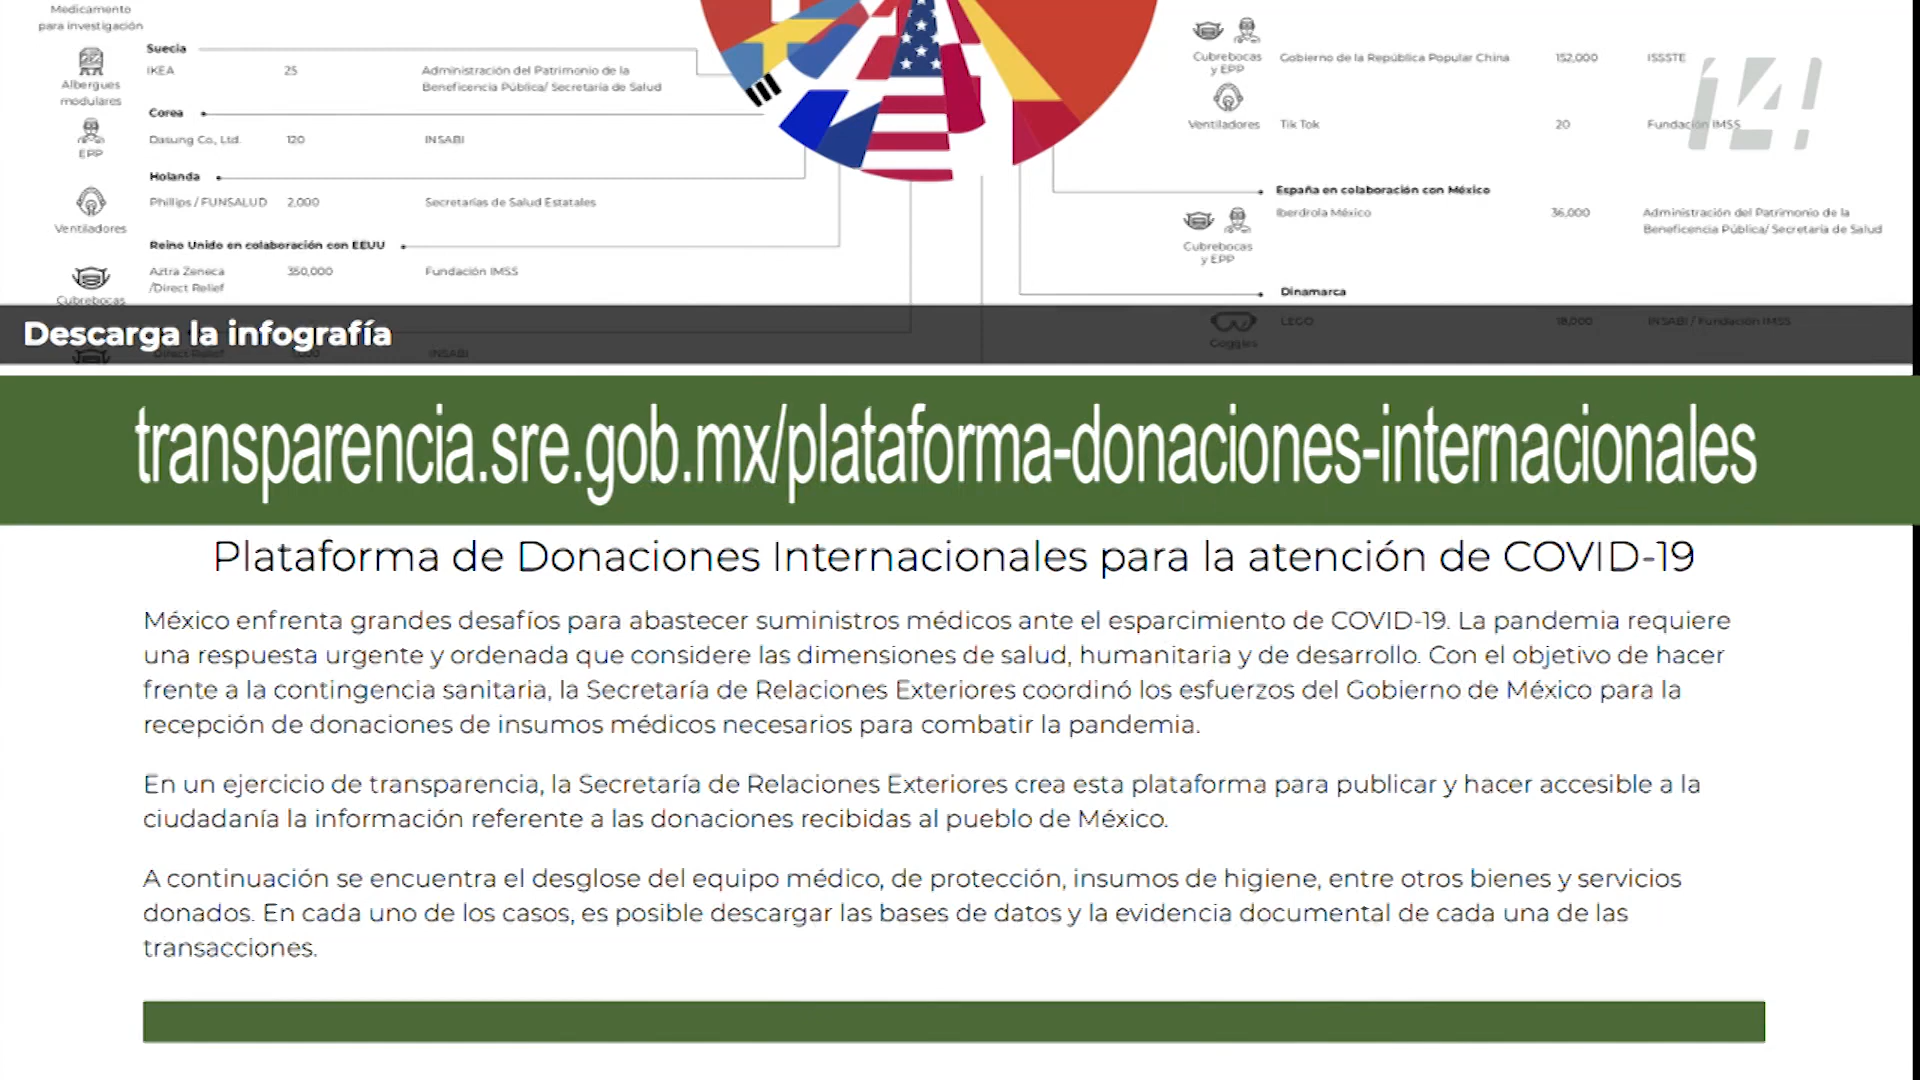 Medicamento
para investigación
Suecia
Albergues
modulares
IKEA
25
Administración del Patrimonio de la
Beneficencia Pública/ Secretaría de Salud
Corea
EPP
Dasung Co., Ltd.
120
INSABI
Holanda
Ventiladores
Phillips / FUNSALUD
2,000
Secretarías de Salud Estatales
Reino Unido en colaboración con EEUU
Cubrebocas
Aztra Zeneca
/Direct Relief
350,000
Fundación IMSS
Direct Relief
INSABI
Cubrebocas
y EPP
Gobierno de la República Popular China
152,000
ISSSTE
14!
Ventiladores
Tik Tok
20
Fundación IMSS
España en colaboración con México
Cubrebocas
y EPP
Iberdrola México
36,000
Administración del Patrimonio de la
Beneficencia Pública/ Secretaría de Salud
Dinamarca
Goggles
LEGO
18,000
INSABI / Fundación IMSS
Descarga la infografía
transparencia.sre.gob.mx/plataforma-donaciones-internacionales
Plataforma de Donaciones Internacionales para la atención de COVID-19
México enfrenta grandes desafíos para abastecer suministros médicos ante el esparcimiento de COVID-19. La pandemia requiere
una respuesta urgente y ordenada que considere las dimensiones de salud, humanitaria y de desarrollo. Con el objetivo de hacer
frente a la contingencia sanitaria, la Secretaría de Relaciones Exteriores coordinó los esfuerzos del Gobierno de México para la
recepción de donaciones de insumos médicos necesarios para combatir la pandemia.
En un ejercicio de transparencia, la Secretaría de Relaciones Exteriores crea esta plataforma para publicar y hacer accesible a la
ciudadanía la información referente a las donaciones recibidas al pueblo de México.
A continuación se encuentra el desglose del equipo médico, de protección, insumos de higiene, entre otros bienes y servicios
donados. En cada uno de los casos, es posible descargar las bases de datos y la evidencia documental de cada una de las
transacciones.